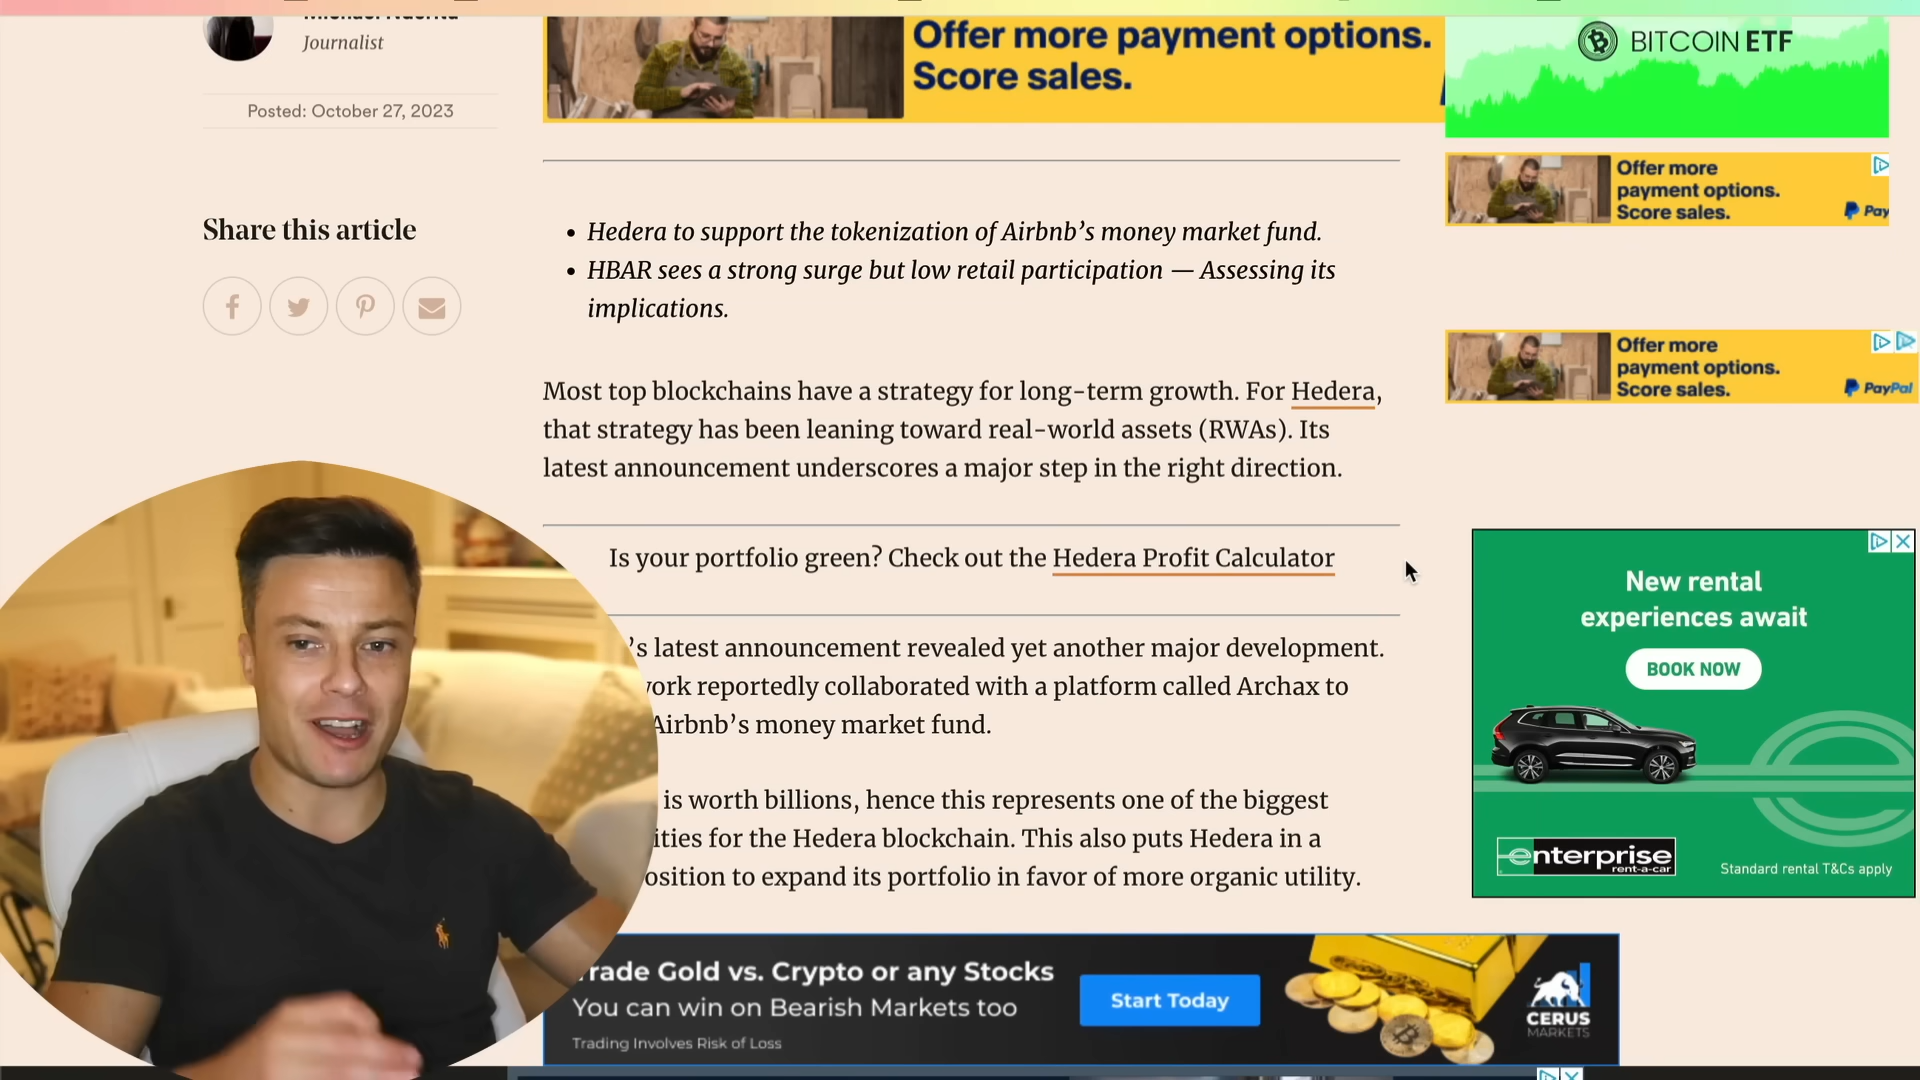 Journalist
Posted: October 27, 2023
Share this article
Offer more payment options.
Score sales.
BITCOIN ETF
Offer more
payment options.
Score sales.
Pay
Offer more
payment options.
Score sales.
PayPal
Hedera to support the tokenization of Airbnb’s money market fund.
HBAR sees a strong surge but low retail participation — Assessing its
implications.
Most top blockchains have a strategy for long-term growth. For Hedera,
that strategy has been leaning toward real-world assets (RWAs). Its
latest announcement underscores a major step in the right direction.
Is your portfolio green? Check out the Hedera Profit Calculator
’s latest announcement revealed yet another major development.
reportedly collaborated with a platform called Archax to
Airbnb’s money market fund.
is worth billions, hence this represents one of the biggest
for the Hedera blockchain. This also puts Hedera in a
to expand its portfolio in favor of more organic utility.
New rental
experiences await
BOOK NOW
enterprise
rent-a-car
Standard rental T&Cs apply
Trade Gold vs. Crypto or any Stocks
You can win on Bearish Markets too
Trading Involves Risk of Loss
Start Today
CERUS
MARKETS